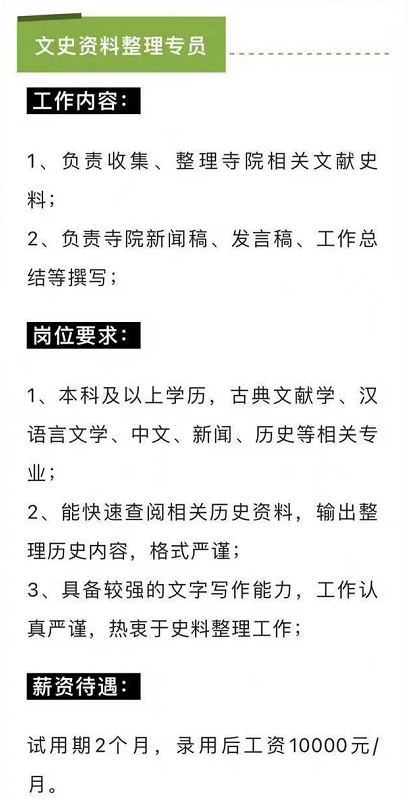 文史资料整理专员
工作内容：
1、负责收集、整理寺院相关文献史
料；
2、负责寺院新闻稿、发言稿、工作总
结等撰写；
岗位要求：
1、本科及以上学历，古典文献学、汉
语言文学、中文、新闻、历史等相关专
业；
2、能快速查阅相关历史资料，输出整
理历史内容，格式严谨；
3、具备较强的文字写作能力，工作认
真严谨，热衷于史料整理工作；
薪资待遇：
试用期2个月，录用后工资10000元/
月。